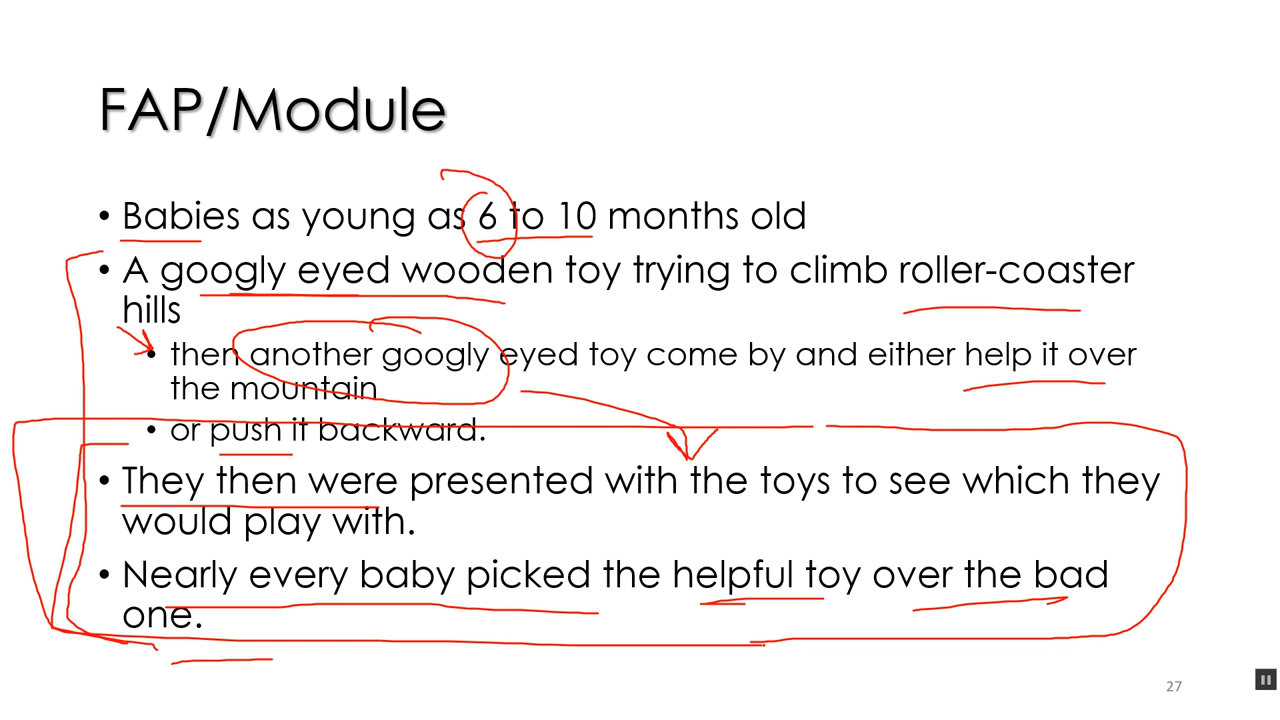 FAP/Module
• Babies as young as 6 to 10 months old
• A googly eyed wooden toy trying to climb roller-coaster
hills
• then another googly eyed toy come by and either help it over
the mountain
• or push it backward.
• They then were presented with the toys to see which they
would play with.
• Nearly every baby picked the helpful toy over the bad
one.
27